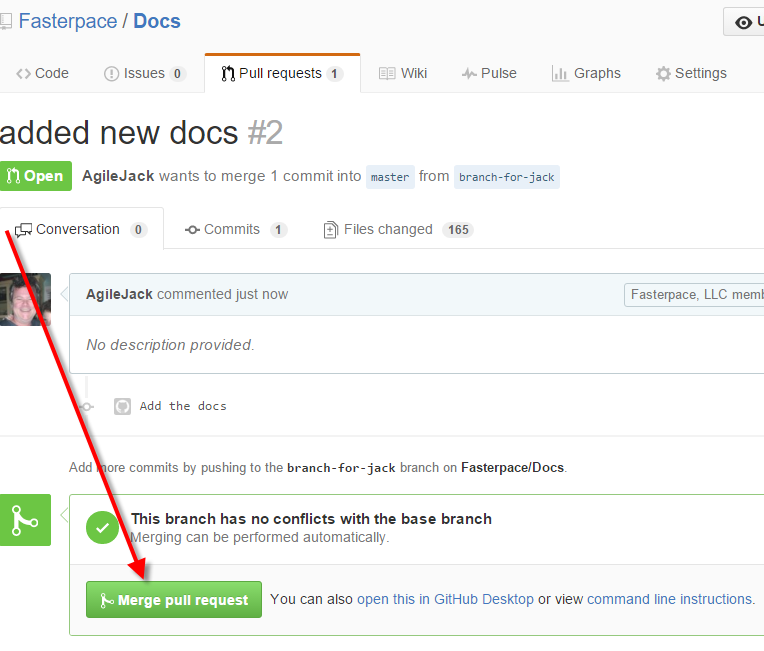 Fasterpace / Docs
U
Code
Issues 0
Pull requests 1
Wiki
Pulse
Graphs
Settings
added new docs #2
Open AgileJack wants to merge 1 commit into master from branch-for-jack
Conversation 0
Commits 1
Files changed 165
AgileJack commented just now
Fasterpace, LLC memb
No description provided.
Add the docs
Add more commits by pushing to the branch-for-jack branch on Fasterpace/Docs.
This branch has no conflicts with the base branch
Merging can be performed automatically.
Merge pull request You can also open this in GitHub Desktop or view command line instructions.